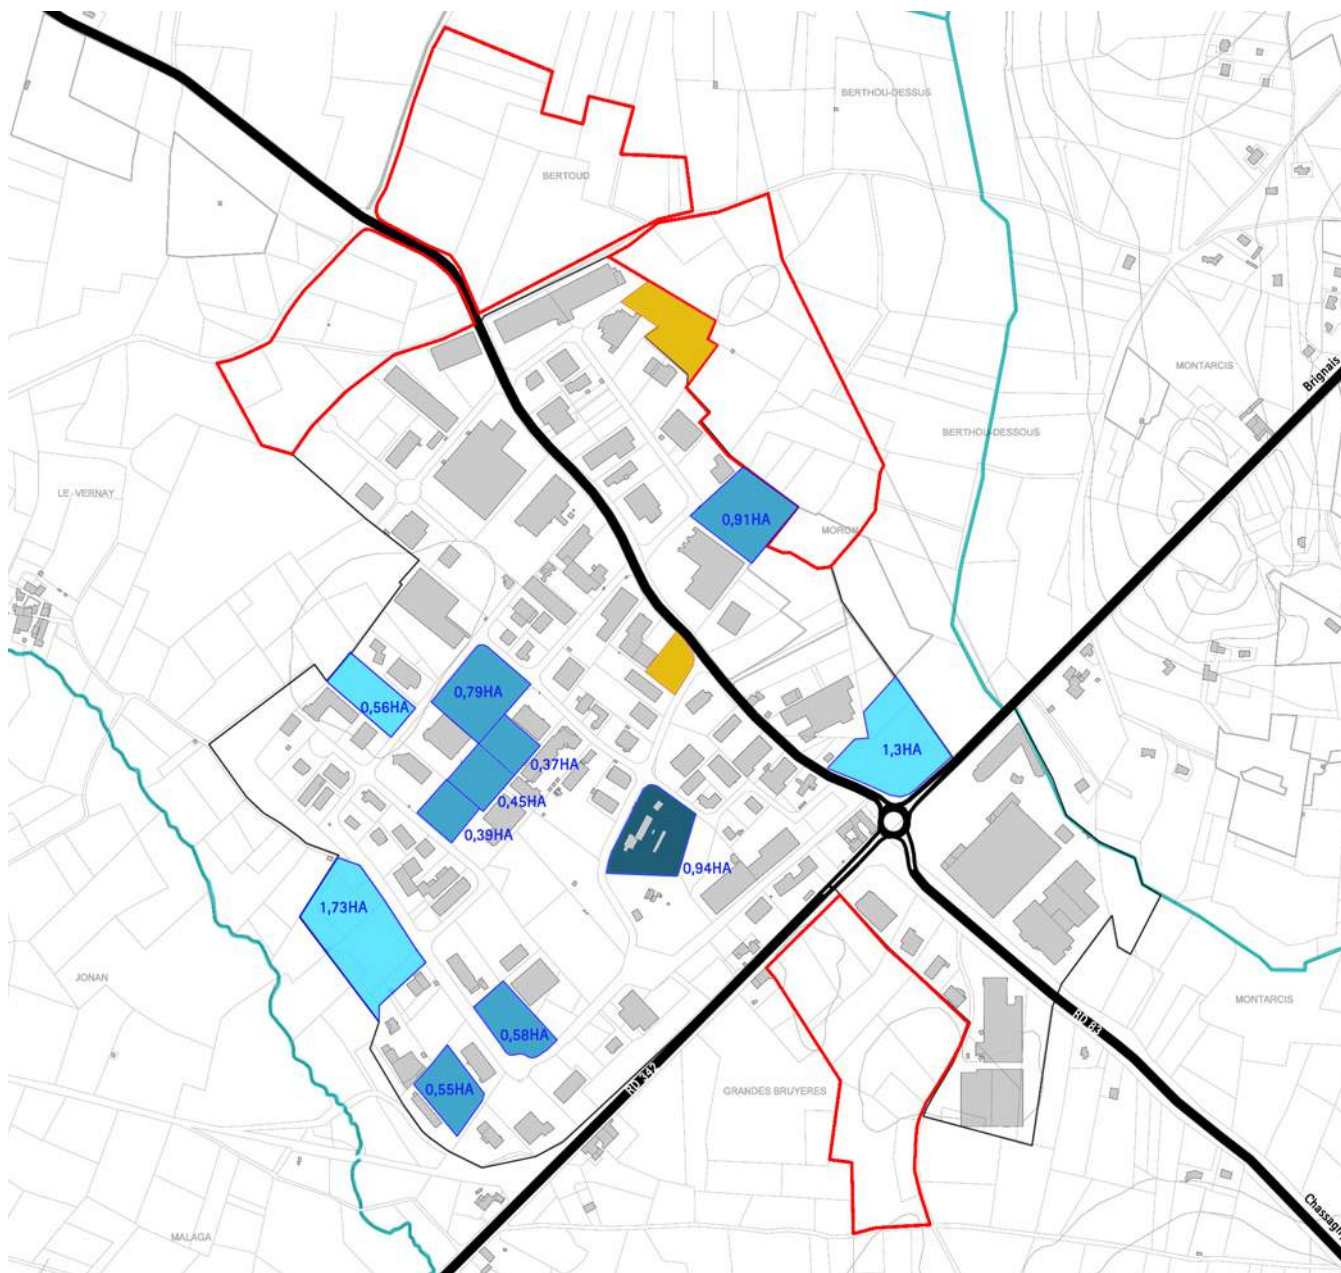 BERTHOU-DESSUS
BERTOUD
MONTARCIS
Brignais
BERTHOU-DESSOUS
LE -VERNAY
0,91HA
MORON
0,79HA
0,56HA
1,3HA
0,37HA
0,45HA
0,39HA
0,94HA
1,73HA
JONAN
MONTARCIS
RD 83
0,58HA
RD 342
0,55HA
GRANDES BRUYERES
MALAGA